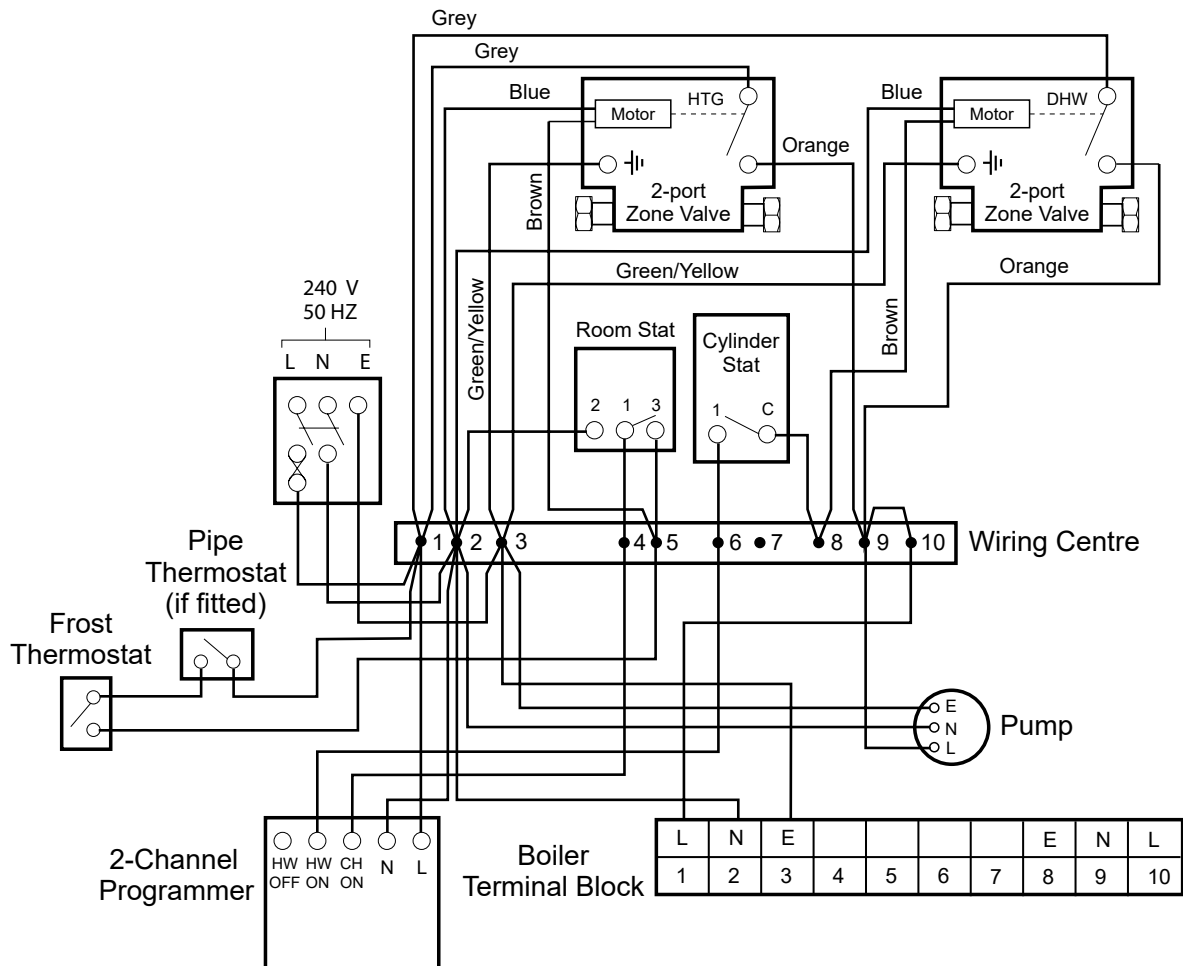 Grey
Grey
Blue
Motor
HTG
Blue
Motor
DHW
Orange
Brown
2-port
Zone Valve
2-port
Zone Valve
Green/Yellow
Green/Yellow
Orange
Brown
240 V
50 HZ
L N E
Room Stat
2 1 3
Cylinder
Stat
1 C
1 2 3 4 5 6 7 8 9 10
Wiring Centre
Pipe
Thermostat
(if fitted)
Frost
Thermostat
E
N
L
Pump
2-Channel
Programmer
HW
OFF
HW
ON
CH
ON
N
L
Boiler
Terminal Block
L N E E N L
1 2 3 4 5 6 7 8 9 10